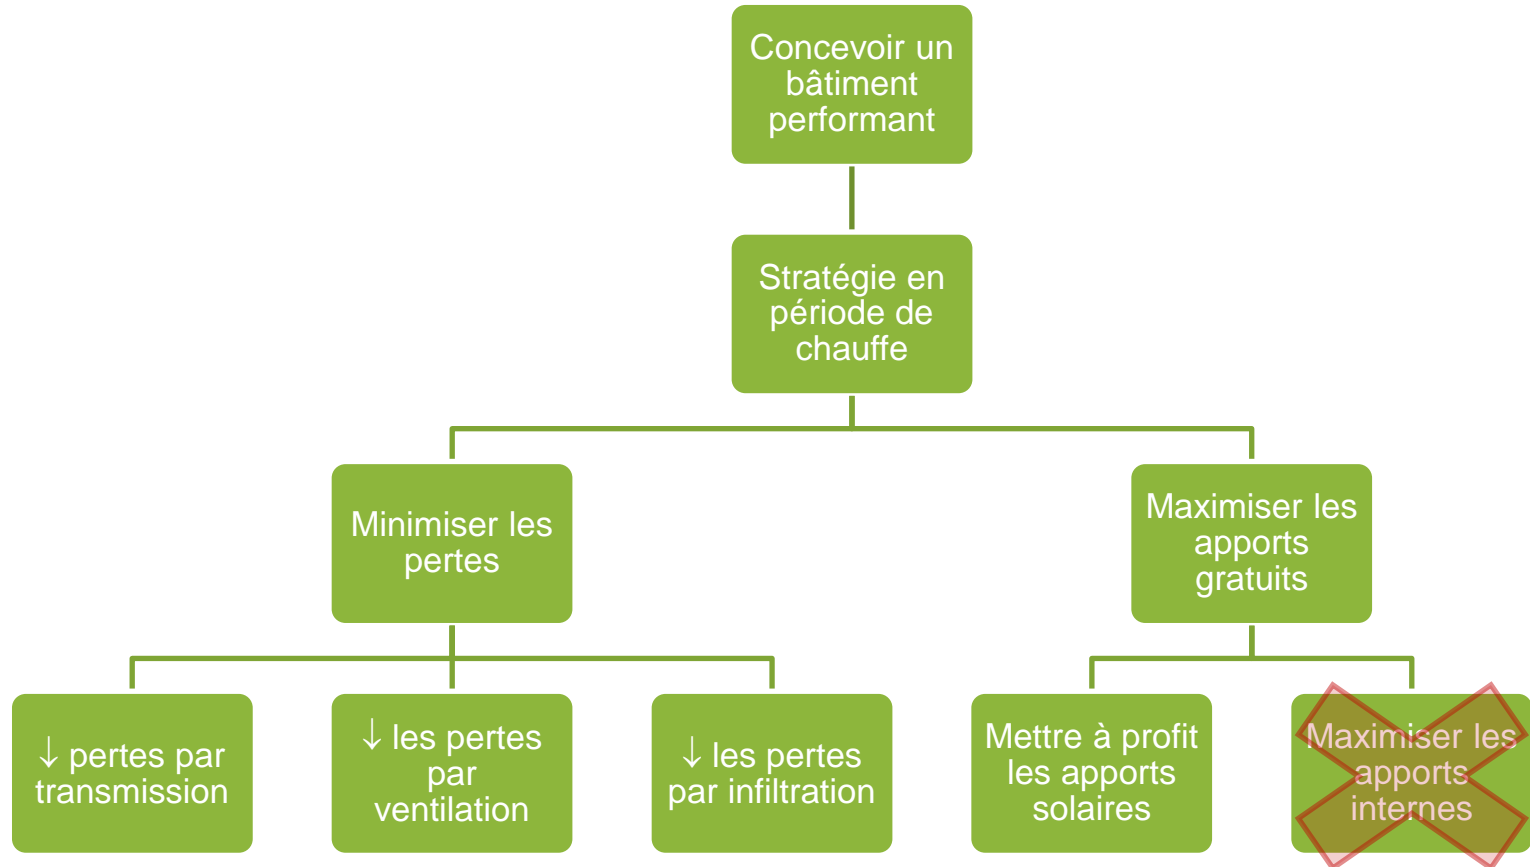 Concevoir un
bâtiment
performant
Stratégie en
période de
chauffe
Minimiser les
pertes
Maximiser les
apports
gratuits
↓ pertes par
transmission
↓ les pertes
par
ventilation
↓ les pertes
par infiltration
Mettre à profit
les apports
solaires
Maximiser les
apports
internes